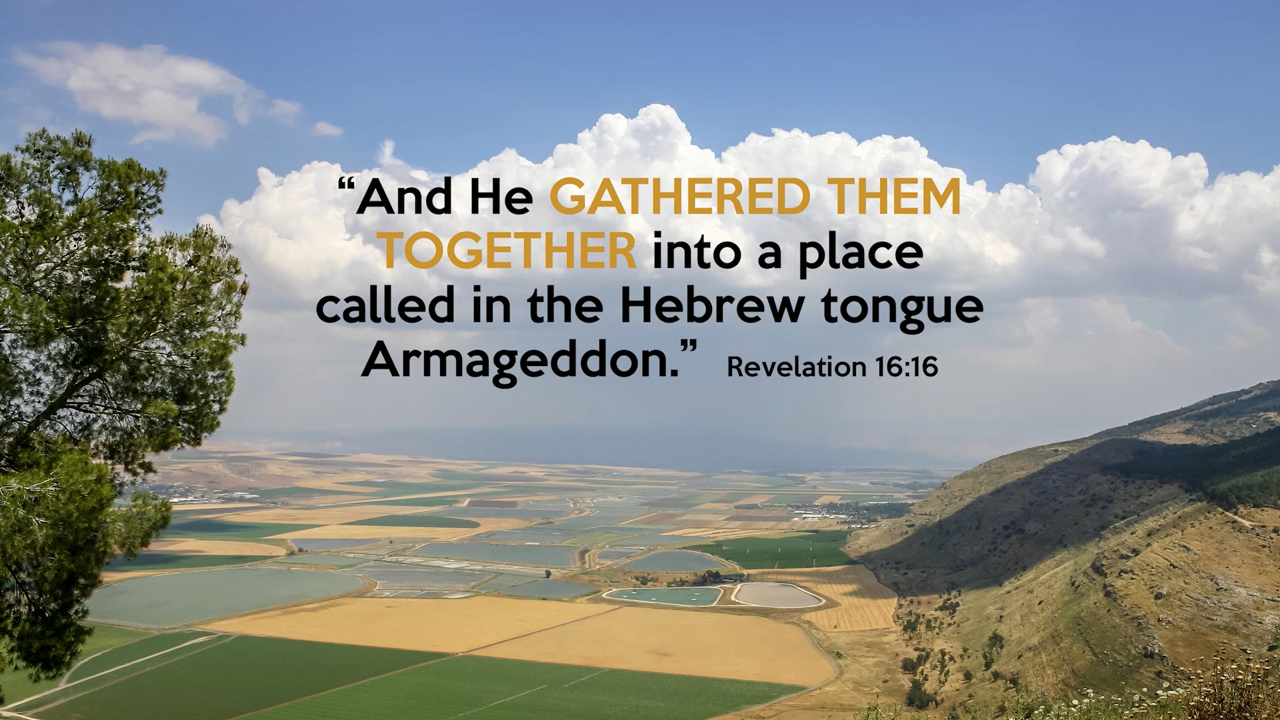 “And He GATHERED THEM
TOGETHER into a place
called in the Hebrew tongue
Armageddon.” Revelation 16:16